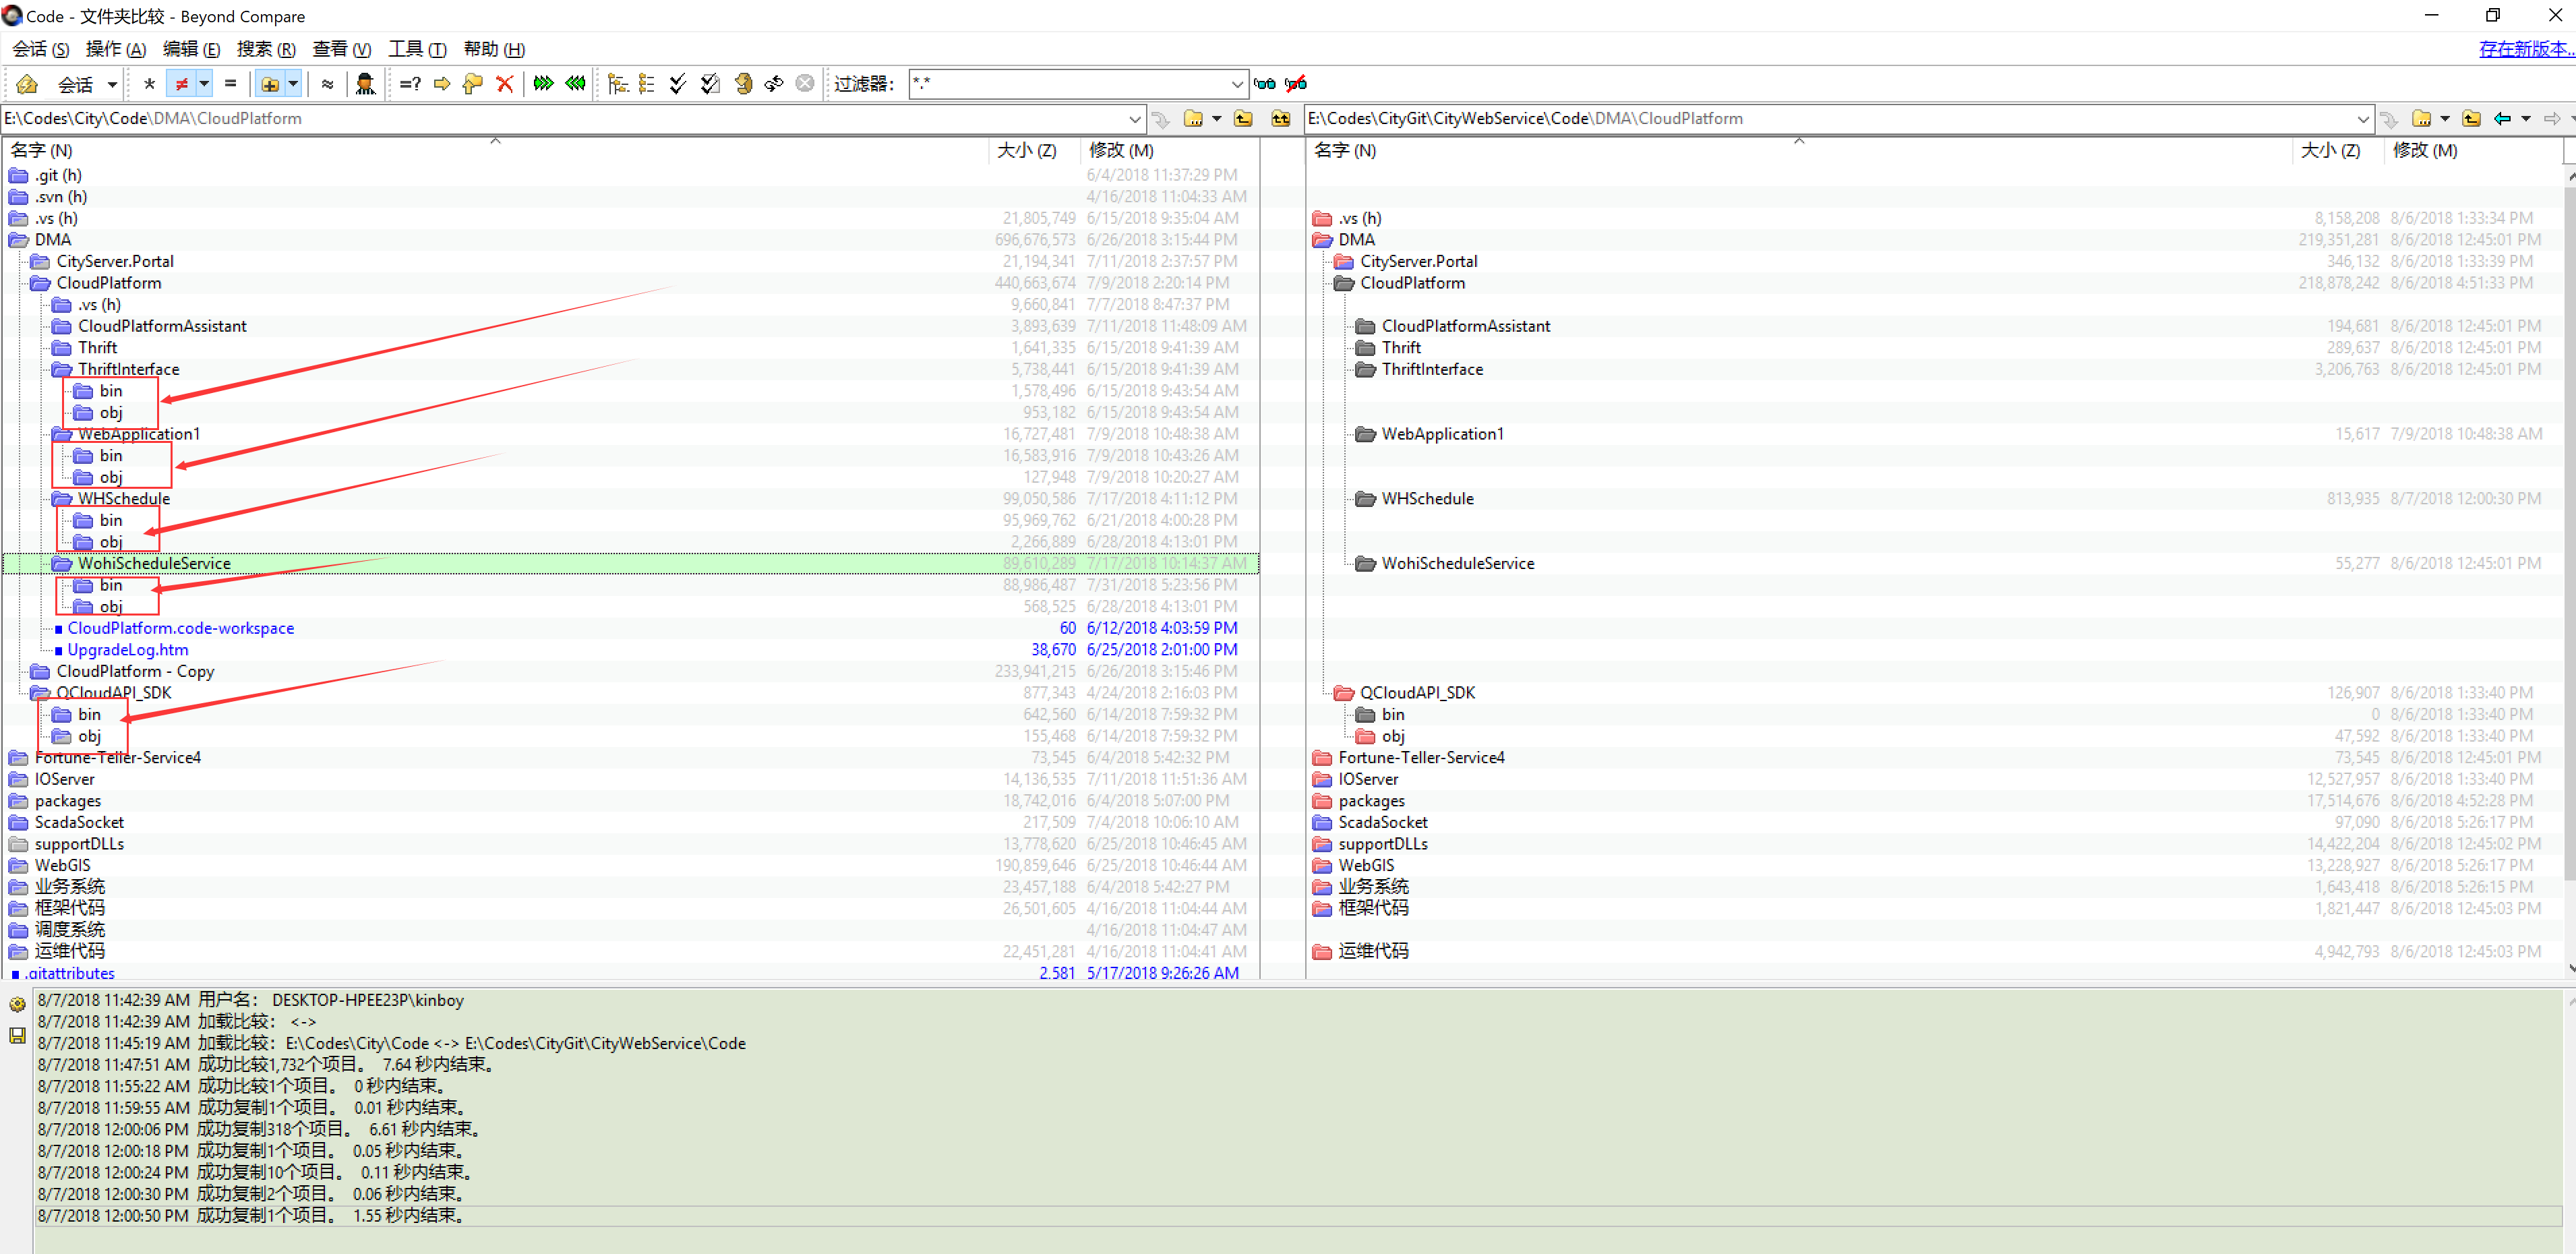 Code - 文件夹比较 - Beyond Compare
会话 (S) 操作 (A) 编辑 (E) 搜索 (R) 查看 (V) 工具 (T) 帮助 (H) 存在新版本...
会话 * ≠ = ≈ =? 过滤器: *.*
E:\Codes\City\Code\DMA\CloudPlatform E:\Codes\CityGit\CityWebService\Code\DMA\CloudPlatform
名字 (N) 大小 (Z) 修改 (M) 名字 (N) 大小 (Z) 修改 (M)
.git (h) 6/4/2018 11:37:29 PM
.svn (h) 4/16/2018 11:04:33 AM
.vs (h) 21,805,749 6/15/2018 9:35:04 AM .vs (h) 8,158,208 8/6/2018 1:33:34 PM
DMA 696,676,573 6/26/2018 3:15:44 PM DMA 219,351,281 8/6/2018 12:45:01 PM
CityServer.Portal 21,194,341 7/11/2018 2:37:57 PM CityServer.Portal 346,132 8/6/2018 1:33:39 PM
CloudPlatform 440,663,674 7/9/2018 2:20:14 PM CloudPlatform 218,878,242 8/6/2018 4:51:33 PM
.vs (h) 9,660,841 7/7/2018 8:47:37 PM
CloudPlatformAssistant 3,893,639 7/11/2018 11:48:09 AM CloudPlatformAssistant 194,681 8/6/2018 12:45:01 PM
Thrift 1,641,335 6/15/2018 9:41:39 AM Thrift 289,637 8/6/2018 12:45:01 PM
ThriftInterface 5,738,441 6/15/2018 9:41:39 AM ThriftInterface 3,206,763 8/6/2018 12:45:01 PM
bin 1,578,496 6/15/2018 9:43:54 AM
obj 953,182 6/15/2018 9:43:54 AM
WebApplication1 16,727,481 7/9/2018 10:48:38 AM WebApplication1 15,617 7/9/2018 10:48:38 AM
bin 16,583,916 7/9/2018 10:43:26 AM
obj 127,948 7/9/2018 10:20:27 AM
WHSchedule 99,050,586 7/17/2018 4:11:12 PM WHSchedule 813,935 8/7/2018 12:00:30 PM
bin 95,969,762 6/21/2018 4:00:28 PM
obj 2,266,889 6/28/2018 4:13:01 PM
WohiScheduleService 89,610,289 7/17/2018 10:14:37 AM WohiScheduleService 55,277 8/6/2018 12:45:01 PM
bin 88,986,487 7/31/2018 5:23:56 PM
obj 568,525 6/28/2018 4:13:01 PM
CloudPlatform.code-workspace 60 6/12/2018 4:03:59 PM
UpgradeLog.htm 38,670 6/25/2018 2:01:00 PM
CloudPlatform - Copy 233,941,215 6/26/2018 3:15:46 PM
QCloudAPI_SDK 877,343 4/24/2018 2:16:03 PM QCloudAPI_SDK 126,907 8/6/2018 1:33:40 PM
bin 642,560 6/14/2018 7:59:32 PM bin 0 8/6/2018 1:33:40 PM
obj 155,468 6/14/2018 7:59:32 PM obj 47,592 8/6/2018 1:33:40 PM
Fortune-Teller-Service4 73,545 6/4/2018 5:42:32 PM Fortune-Teller-Service4 73,545 8/6/2018 12:45:01 PM
IOServer 14,136,535 7/11/2018 11:51:36 AM IOServer 12,527,957 8/6/2018 1:33:40 PM
packages 18,742,016 6/4/2018 5:07:00 PM packages 17,514,676 8/6/2018 4:52:28 PM
ScadaSocket 217,509 7/4/2018 10:06:10 AM ScadaSocket 97,090 8/6/2018 5:26:17 PM
supportDLLs 13,778,620 6/25/2018 10:46:45 AM supportDLLs 14,422,204 8/6/2018 12:45:02 PM
WebGIS 190,859,646 6/25/2018 10:46:44 AM WebGIS 13,228,927 8/6/2018 5:26:17 PM
业务系统 23,457,188 6/4/2018 5:42:27 PM 业务系统 1,643,418 8/6/2018 5:26:15 PM
框架代码 26,501,605 4/16/2018 11:04:44 AM 框架代码 1,821,447 8/6/2018 12:45:03 PM
调度系统 4/16/2018 11:04:47 AM
运维代码 22,451,281 4/16/2018 11:04:41 AM 运维代码 4,942,793 8/6/2018 12:45:03 PM
.gitattributes 2,581 5/17/2018 9:26:26 AM
8/7/2018 11:42:39 AM 用户名: DESKTOP-HPEE23P\kinboy
8/7/2018 11:42:39 AM 加载比较: <->
8/7/2018 11:45:19 AM 加载比较: E:\Codes\City\Code <-> E:\Codes\CityGit\CityWebService\Code
8/7/2018 11:47:51 AM 成功比较1,732个项目。 7.64 秒内结束。
8/7/2018 11:55:22 AM 成功比较1个项目。 0 秒内结束。
8/7/2018 11:59:55 AM 成功复制1个项目。 0.01 秒内结束。
8/7/2018 12:00:06 PM 成功复制318个项目。 6.61 秒内结束。
8/7/2018 12:00:18 PM 成功复制1个项目。 0.05 秒内结束。
8/7/2018 12:00:24 PM 成功复制10个项目。 0.11 秒内结束。
8/7/2018 12:00:30 PM 成功复制2个项目。 0.06 秒内结束。
8/7/2018 12:00:50 PM 成功复制1个项目。 1.55 秒内结束。